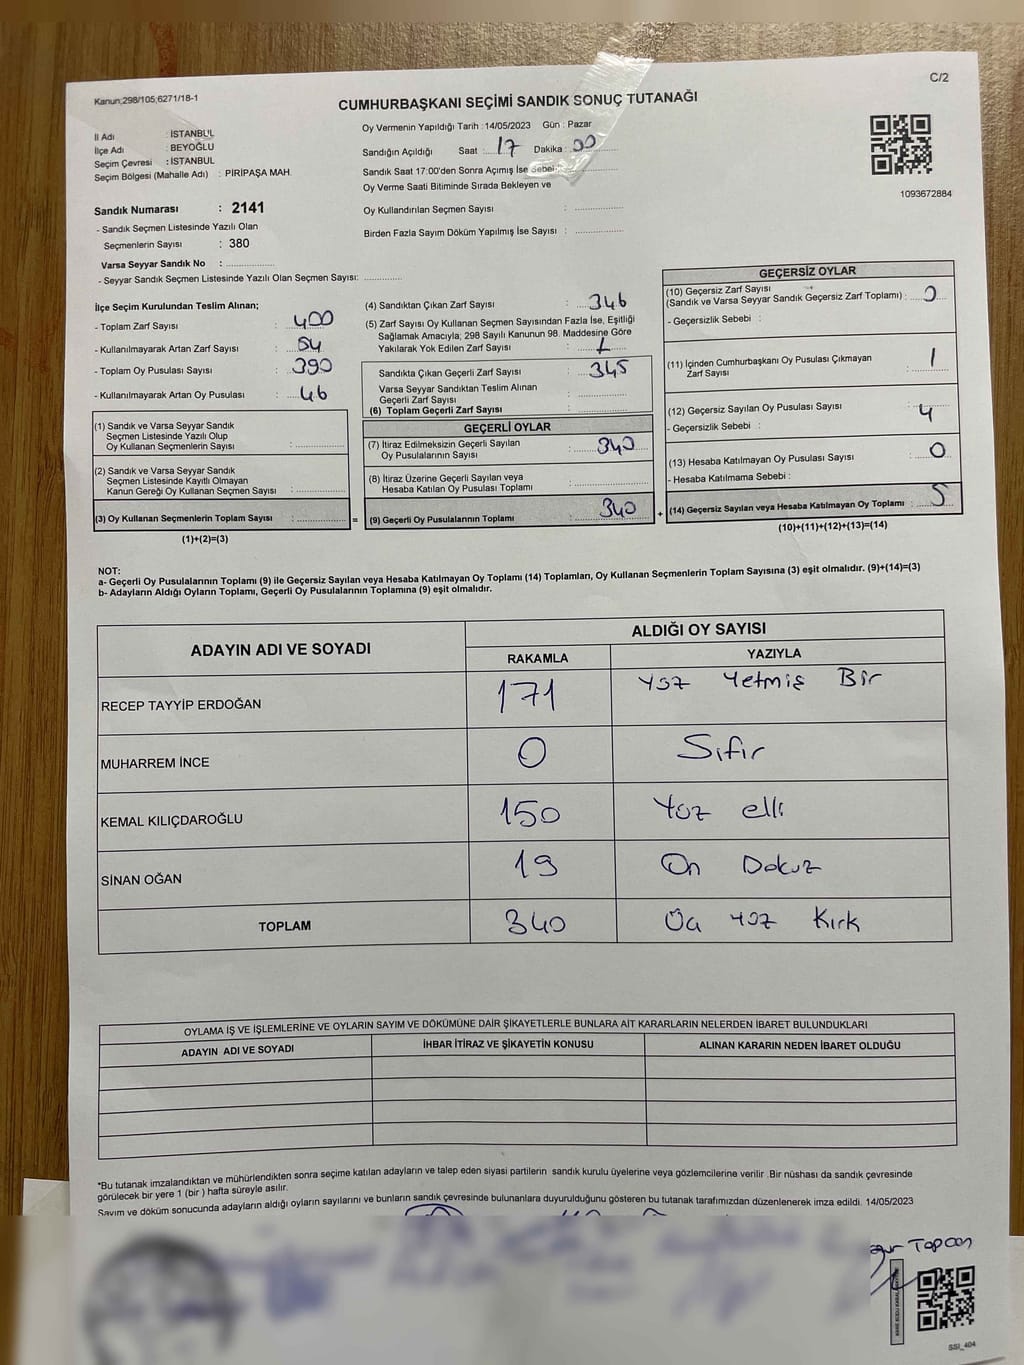 C/2
Kanun;298/105;6271/18-1
CUMHURBAŞKANI SEÇİMİ SANDIK SONUÇ TUTANAĞI
İl Adı : İSTANBUL
İlçe Adı : BEYOĞLU
Seçim Çevresi : İSTANBUL
Seçim Bölgesi (Mahalle Adı) : PİRİPAŞA MAH.
Oy Vermenin Yapıldığı Tarih : 14/05/2023 Gün : Pazar
Sandığın Açıldığı Saat : 17 Dakika : 00
Sandık Saat 17:00'den Sonra Açımış İse Sebebi
Oy Verme Saati Bitiminde Sırada Bekleyen ve
Oy Kullandırılan Seçmen Sayısı :
Birden Fazla Sayım Döküm Yapılmış İse Sayısı :
1093672884
Sandık Numarası : 2141
- Sandık Seçmen Listesinde Yazılı Olan
Seçmenlerin Sayısı : 380
Varsa Seyyar Sandık No :
- Seyyar Sandık Seçmen Listesinde Yazılı Olan Seçmen Sayısı:
İlçe Seçim Kurulundan Teslim Alınan;
- Toplam Zarf Sayısı : 400
- Kullanılmayarak Artan Zarf Sayısı : 54
- Toplam Oy Pusulası Sayısı : 390
- Kullanılmayarak Artan Oy Pusulası : 46
(1) Sandık ve Varsa Seyyar Sandık
Seçmen Listesinde Yazılı Olup
Oy Kullanan Seçmenlerin Sayısı :
(2) Sandık ve Varsa Seyyar Sandık
Seçmen Listesinde Kayıtlı Olmayan
Kanun Gereği Oy Kullanan Seçmen Sayısı :
(3) Oy Kullanan Seçmenlerin Toplam Sayısı :
(1)+(2)=(3)
(4) Sandıktan Çıkan Zarf Sayısı : 346
(5) Zarf Sayısı Oy Kullanan Seçmen Sayısından Fazla İse, Eşitliği
Sağlamak Amacıyla; 298 Sayılı Kanunun 98. Maddesine Göre
Yakılarak Yok Edilen Zarf Sayısı : 1
Sandıkta Çıkan Geçerli Zarf Sayısı : 345
Varsa Seyyar Sandıktan Teslim Alınan
Geçerli Zarf Sayısı :
(6) Toplam Geçerli Zarf Sayısı :
GEÇERLİ OYLAR
(7) İtiraz Edilmeksizin Geçerli Sayılan
Oy Pusulalarının Sayısı : 340
(8) İtiraz Üzerine Geçerli Sayılan veya
Hesaba Katılan Oy Pusulası Toplamı :
= (9) Geçerli Oy Pusulalarının Toplamı : 340
GEÇERSİZ OYLAR
(10) Geçersiz Zarf Sayısı
(Sandık ve Varsa Seyyar Sandık Geçersiz Zarf Toplamı) : 0
- Geçersizlik Sebebi :
(11) İçinden Cumhurbaşkanı Oy Pusulası Çıkmayan
Zarf Sayısı : 1
(12) Geçersiz Sayılan Oy Pusulası Sayısı : 4
- Geçersizlik Sebebi :
(13) Hesaba Katılmayan Oy Pusulası Sayısı : 0
- Hesaba Katılmama Sebebi :
+ (14) Geçersiz Sayılan veya Hesaba Katılmayan Oy Toplamı : 5
(10)+(11)+(12)+(13)=(14)
NOT:
a- Geçerli Oy Pusulalarının Toplamı (9) ile Geçersiz Sayılan veya Hesaba Katılmayan Oy Toplamı (14) Toplamları, Oy Kullanan Seçmenlerin Toplam Sayısına (3) eşit olmalıdır. (9)+(14)=(3)
b- Adayların Aldığı Oyların Toplamı, Geçerli Oy Pusulalarının Toplamına (9) eşit olmalıdır.
ADAYIN ADI VE SOYADI
ALDIĞI OY SAYISI
RAKAMLA YAZIYLA
RECEP TAYYİP ERDOĞAN 171 Yüz Yetmiş Bir
MUHARREM İNCE 0 Sıfır
KEMAL KILIÇDAROĞLU 150 Yüz elli
SİNAN OĞAN 19 On Dokuz
TOPLAM 340 Üç yüz Kırk
OYLAMA İŞ VE İŞLEMLERİNE VE OYLARIN SAYIM VE DÖKÜMÜNE DAİR ŞİKAYETLERLE BUNLARA AİT KARARLARIN NELERDEN İBARET BULUNDUKLARI
ADAYIN ADI VE SOYADI İHBAR İTİRAZ VE ŞİKAYETİN KONUSU ALINAN KARARIN NEDEN İBARET OLDUĞU
*Bu tutanak imzalandıktan ve mühürlendikten sonra seçime katılan adayların ve talep eden siyasi partilerin sandık kurulu üyelerine veya gözlemcilerine verilir .Bir nüshası da sandık çevresinde
görülecek bir yere 1 (bir ) hafta süreyle asılır.
Sayım ve döküm sonucunda adayların aldığı oyların sayılarını ve bunların sandık çevresinde bulunanlara duyurulduğunu gösteren bu tutanak tarafımızdan düzenlenerek imza edildi. 14/05/2023
Topcan
SSI_404